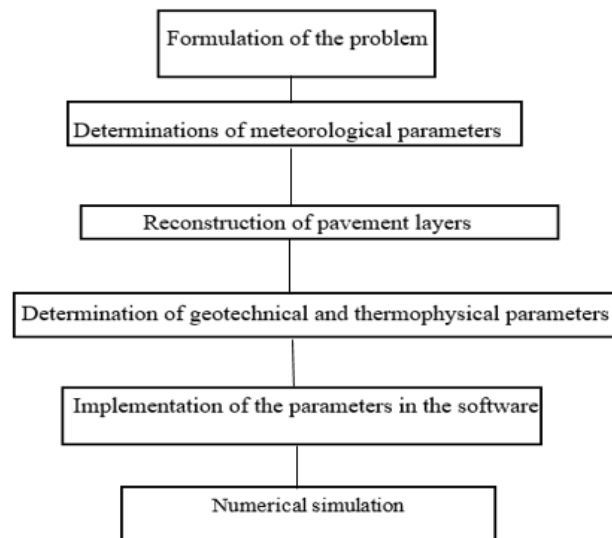 Formulation of the problem
Determinations of meteorological parameters
Reconstruction of pavement layers
Determination of geotechnical and thermophysical parameters
Implementation of the parameters in the software
Numerical simulation